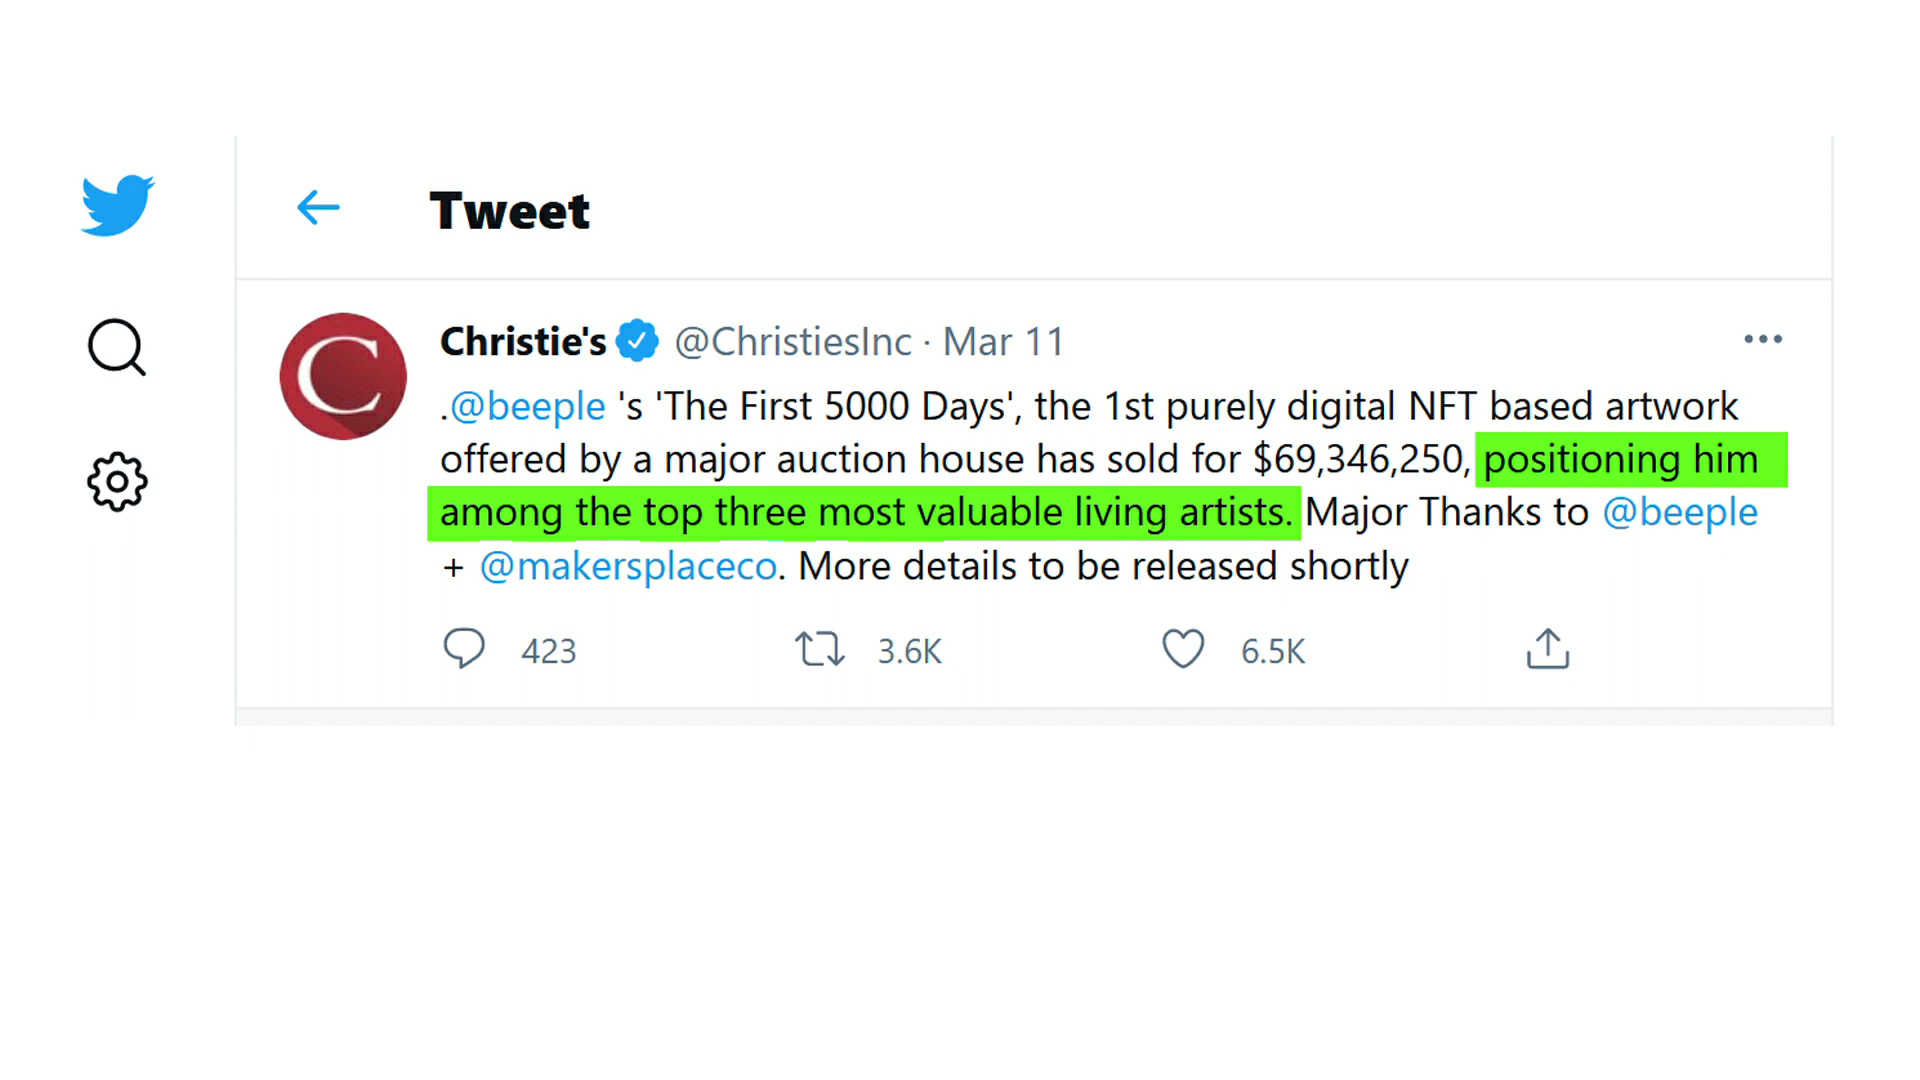 Tweet
Christie's @ChristiesInc · Mar 11
.@beeple 's 'The First 5000 Days', the 1st purely digital NFT based artwork
offered by a major auction house has sold for $69,346,250, positioning him
among the top three most valuable living artists. Major Thanks to @beeple
+ @makersplaceco. More details to be released shortly
423 3.6K 6.5K